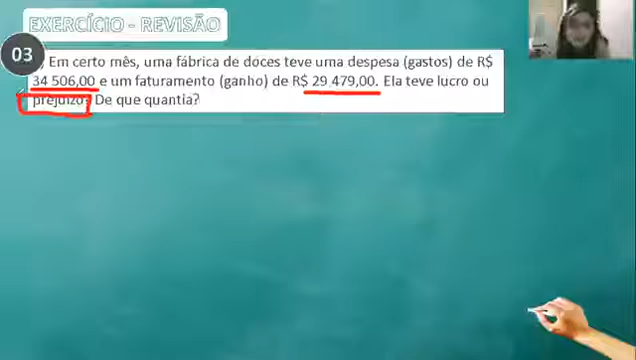 EXERCÍCIO - REVISÃO
03
Em certo mês, uma fábrica de doces teve uma despesa (gastos) de R$
34 506,00 e um faturamento (ganho) de R$ 29 479,00. Ela teve lucro ou
prejuízo? De que quantia?